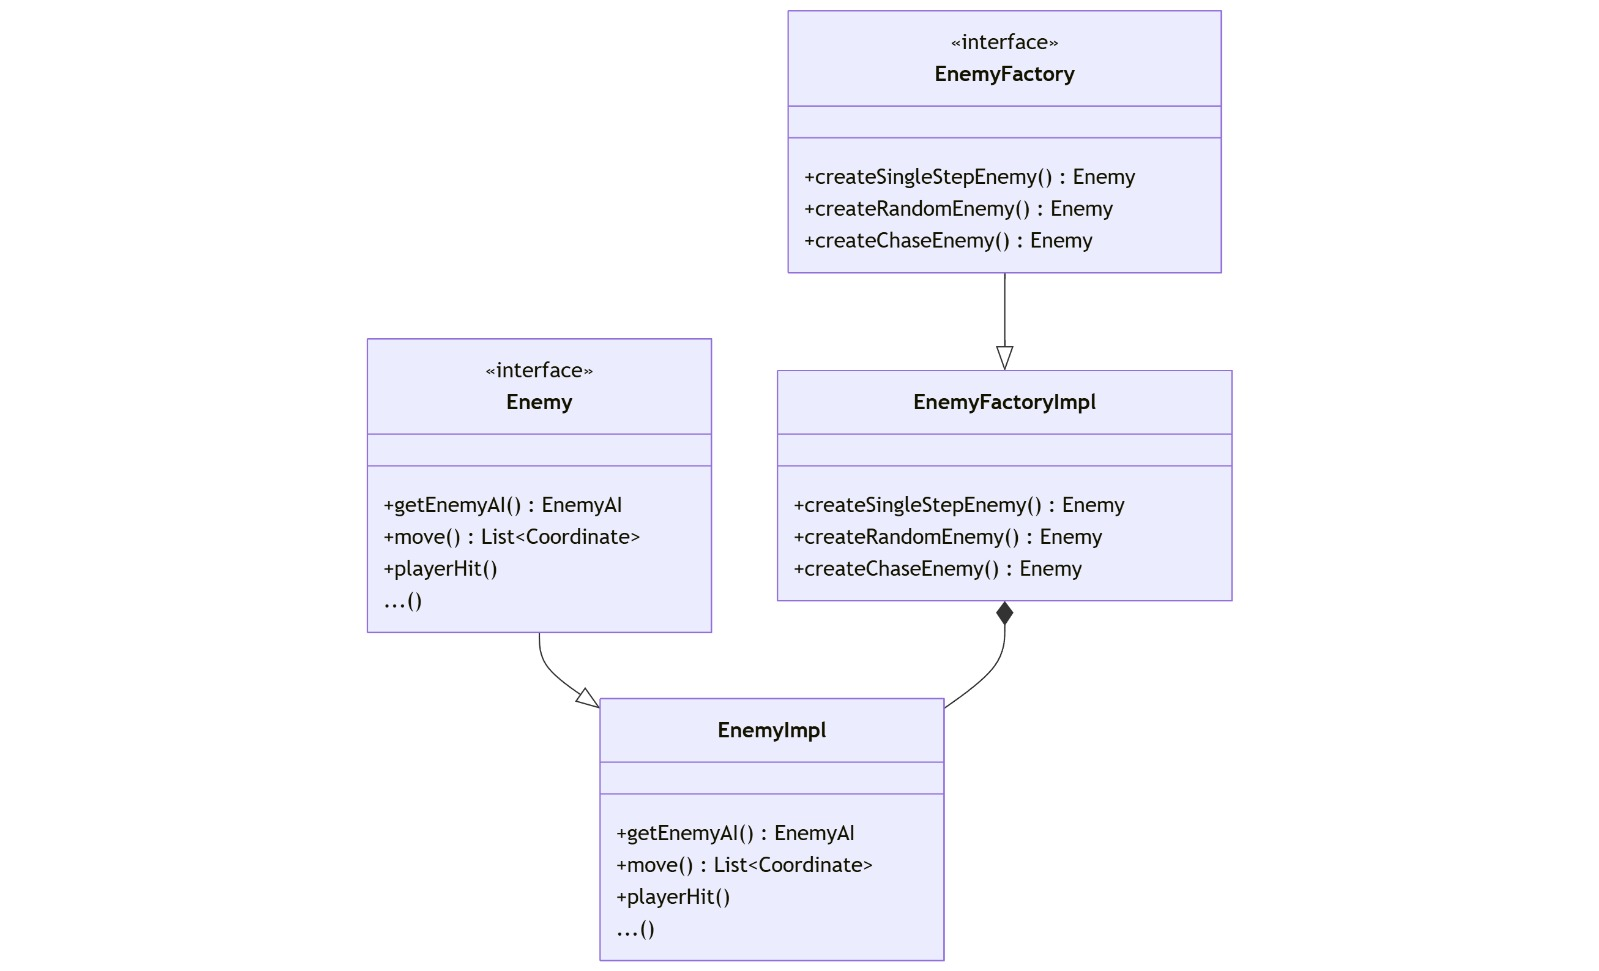 «interface»
EnemyFactory
+createSingleStepEnemy() : Enemy
+createRandomEnemy() : Enemy
+createChaseEnemy() : Enemy
«interface»
Enemy
+getEnemyAI() : EnemyAI
+move() : List<Coordinate>
+playerHit()
...()
EnemyFactoryImpl
+createSingleStepEnemy() : Enemy
+createRandomEnemy() : Enemy
+createChaseEnemy() : Enemy
EnemyImpl
+getEnemyAI() : EnemyAI
+move() : List<Coordinate>
+playerHit()
...()